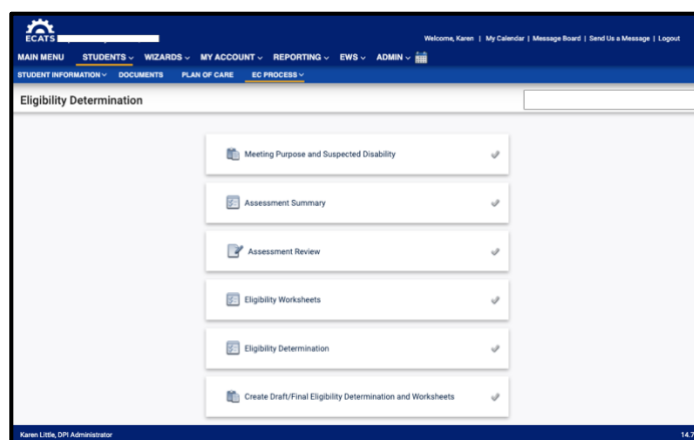 ECATS
Welcome, Karen | My Calendar | Message Board | Send Us a Message | Logout
MAIN MENU STUDENTS WIZARDS MY ACCOUNT REPORTING EWS ADMIN
STUDENT INFORMATION DOCUMENTS PLAN OF CARE EC PROCESS
Eligibility Determination
Meeting Purpose and Suspected Disability
Assessment Summary
Assessment Review
Eligibility Worksheets
Eligibility Determination
Create Draft/Final Eligibility Determination and Worksheets
Karen Little, DPI Administrator 14.7